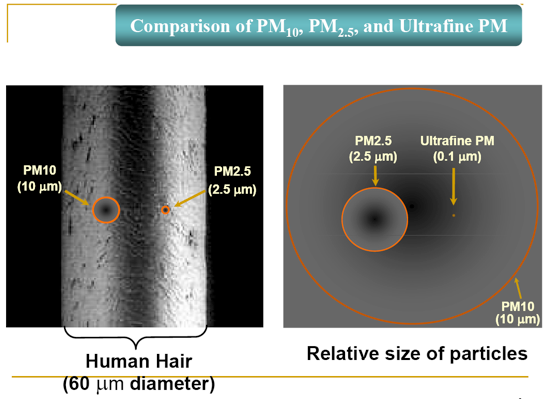 Comparison of PM10, PM2.5, and Ultrafine PM
PM10
(10 μm)
PM2.5
(2.5 μm)
Human Hair
(60 μm diameter)
PM2.5
(2.5 μm)
Ultrafine PM
(0.1 μm)
PM10
(10 μm)
Relative size of particles